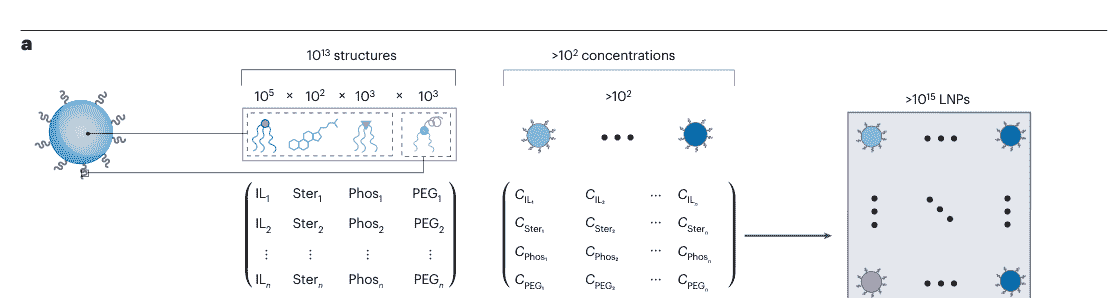 a
10¹³ structures
>10² concentrations
10⁵ × 10² × 10³ × 10³
>10²
>10¹⁵ LNPs
IL₁ Ster₁ Phos₁ PEG₁
IL₂ Ster₂ Phos₂ PEG₂
⋮ ⋮ ⋮ ⋮
ILₙ Sterₙ Phosₙ PEGₙ
C_IL₁ C_IL₂ ... C_ILₙ
C_Ster₁ C_Ster₂ ... C_Sterₙ
C_Phos₁ C_Phos₂ ... C_Phosₙ
C_PEG₁ C_PEG₂ ... C_PEGₙ